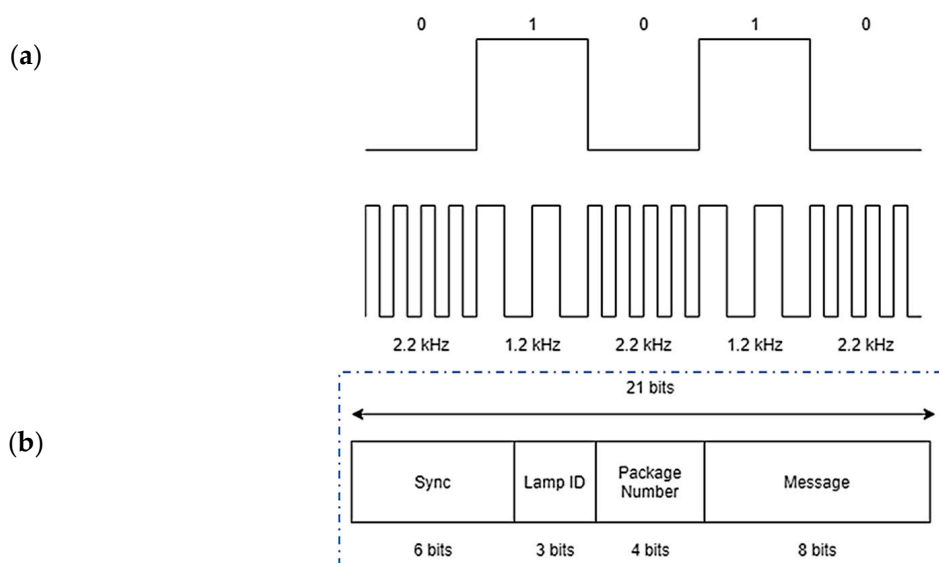 (a)
0 1 0 1 0
2.2 kHz 1.2 kHz 2.2 kHz 1.2 kHz 2.2 kHz
21 bits
(b)
Sync Lamp ID Package Number Message
6 bits 3 bits 4 bits 8 bits